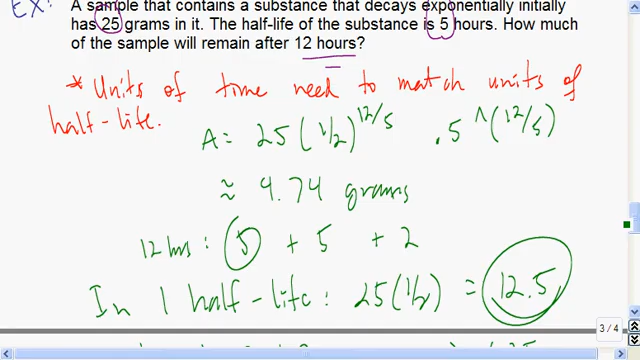 EX:
A sample that contains a substance that decays exponentially initially
has 25 grams in it. The half-life of the substance is 5 hours. How much
of the sample will remain after 12 hours?
* Units of time need to match units of
half-life.
A = 25(1/2)^12/5 .5 ^ (12/5)
≈ 4.74 grams
12 hrs : 5 + 5 + 2
In 1 half-life : 25(1/2) = 12.5
3 / 4